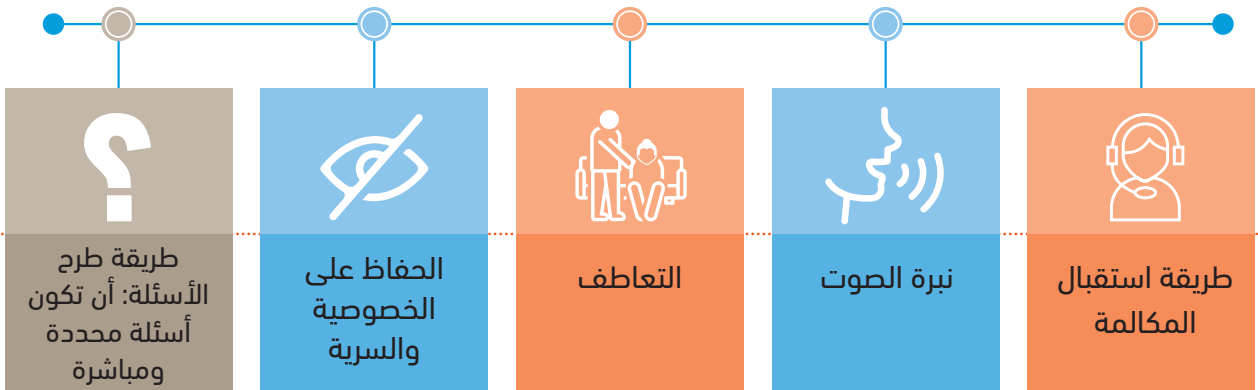 طريقة استقبال
المكالمة
نبرة الصوت
التعاطف
الحفاظ على
الخصوصية
والسرية
طريقة طرح
الأسئلة: أن تكون
أسئلة محددة
ومباشرة